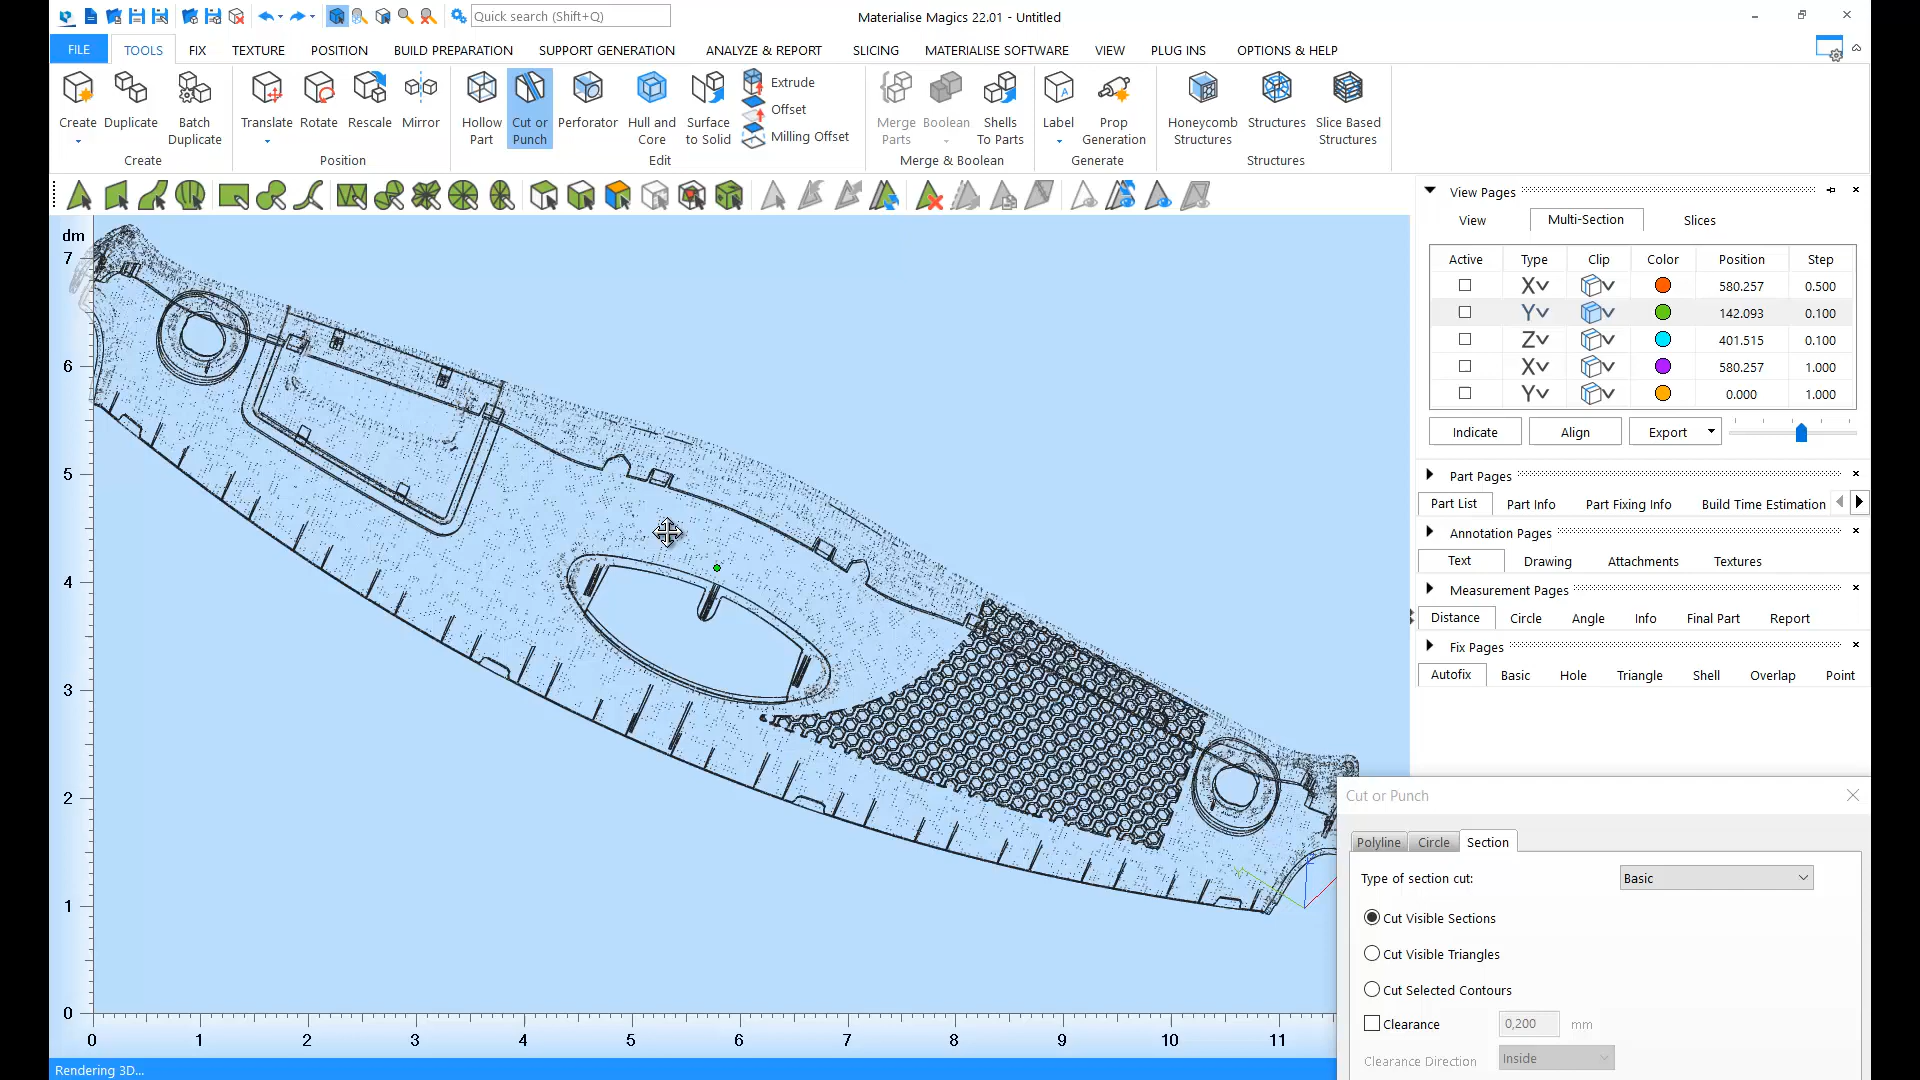 Quick search (Shift+Q)
Materialise Magics 22.01 - Untitled
FILE TOOLS FIX TEXTURE POSITION BUILD PREPARATION SUPPORT GENERATION ANALYZE & REPORT SLICING MATERIALISE SOFTWARE VIEW PLUG INS OPTIONS & HELP
Create Duplicate Batch Duplicate
Create
Translate Rotate Rescale Mirror
Position
Hollow Part Cut or Punch Perforator Hull and Core Surface to Solid
Extrude
Offset
Milling Offset
Edit
Merge Parts Boolean Shells To Parts
Merge & Boolean
Label Prop Generation
Generate
Honeycomb Structures Structures Slice Based Structures
Structures
View Pages
View Multi-Section Slices
Active Type Clip Color Position Step
X 580.257 0.500
Y 142.093 0.100
Z 401.515 0.100
X 580.257 1.000
Y 0.000 1.000
Indicate Align Export
Part Pages
Part List Part Info Part Fixing Info Build Time Estimation
Annotation Pages
Text Drawing Attachments Textures
Measurement Pages
Distance Circle Angle Info Final Part Report
Fix Pages
Autofix Basic Hole Triangle Shell Overlap Point
dm
7
6
5
4
3
2
1
0
0 1 2 3 4 5 6 7 8 9 10 11
Cut or Punch
Polyline Circle Section
Type of section cut: Basic
Cut Visible Sections
Cut Visible Triangles
Cut Selected Contours
Clearance 0,200 mm
Clearance Direction Inside
Rendering 3D...